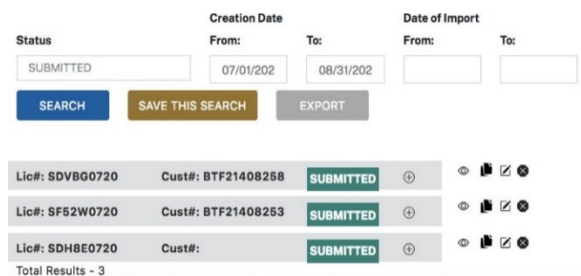 Creation Date Date of Import
Status From: To: From: To:
SUBMITTED 07/01/202 08/31/202
SEARCH SAVE THIS SEARCH EXPORT
Lic#: SDVBG0720 Cust#: BTF21408258 SUBMITTED
Lic#: SF52W0720 Cust#: BTF21408253 SUBMITTED
Lic#: SDH8E0720 Cust#: SUBMITTED
Total Results - 3